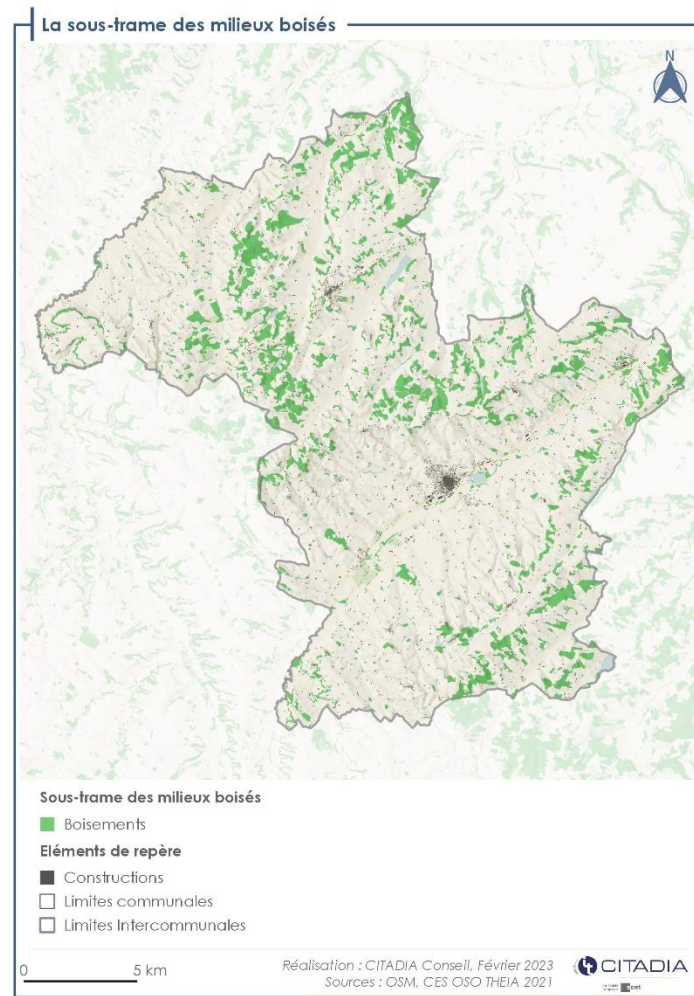 La sous-trame des milieux boisés
N
Sous-trame des milieux boisés
Boisements
Eléments de repère
Constructions
Limites communales
Limites Intercommunales
0 5 km
Réalisation : CITADIA Conseil, Février 2023
Sources : OSM, CES OSO THEIA 2021
CITADIA
cet